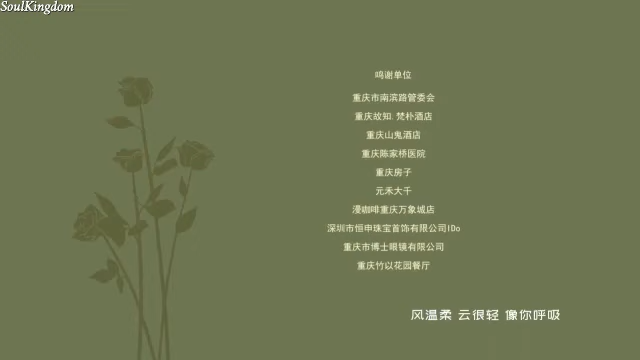 SoulKingdom
鸣谢单位
重庆市南滨路管委会
重庆故知.梵朴酒店
重庆山鬼酒店
重庆陈家桥医院
重庆房子
元禾大千
漫咖啡重庆万象城店
深圳市恒申珠宝首饰有限公司IDo
重庆市博士眼镜有限公司
重庆竹以花园餐厅
风温柔 云很轻 像你呼吸